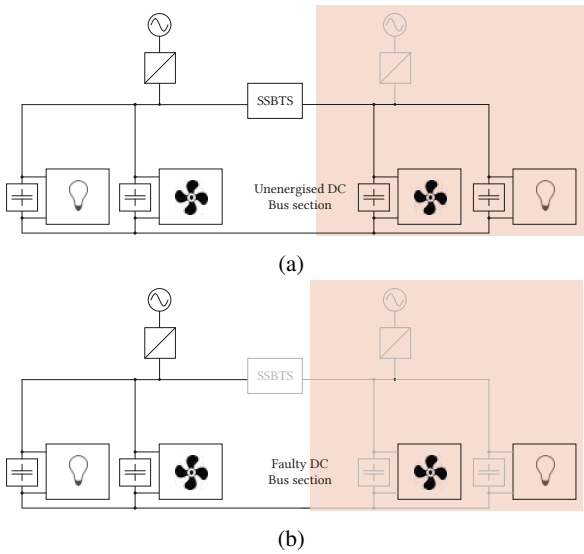 SSBTS
Unenergised DC
Bus section
(a)
SSBTS
Faulty DC
Bus section
(b)